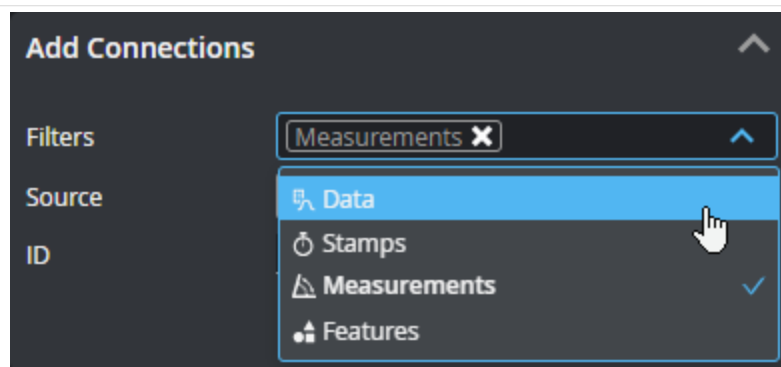 Add Connections
Filters
Measurements
Source
Data
Stamps
ID
Measurements
Features